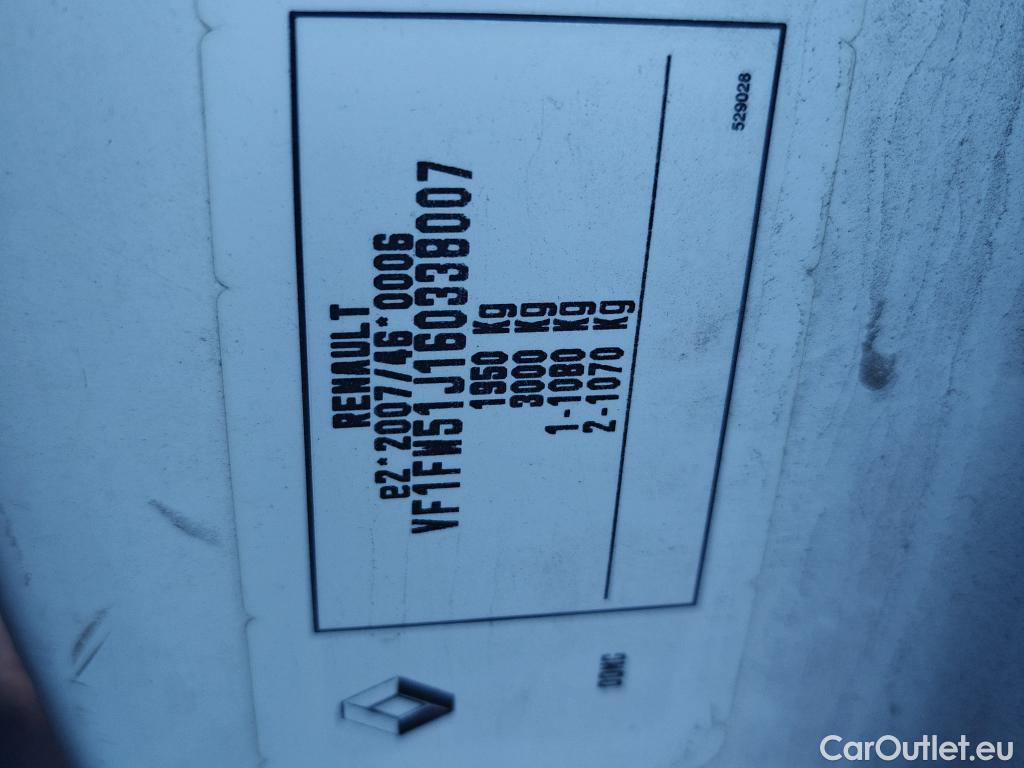 RENAULT
e2*2007/46*0006
VF1FW51J160338007
1950 Kg
3000 Kg
1-1080 Kg
2-1070 Kg
529028
CarOutlet.eu